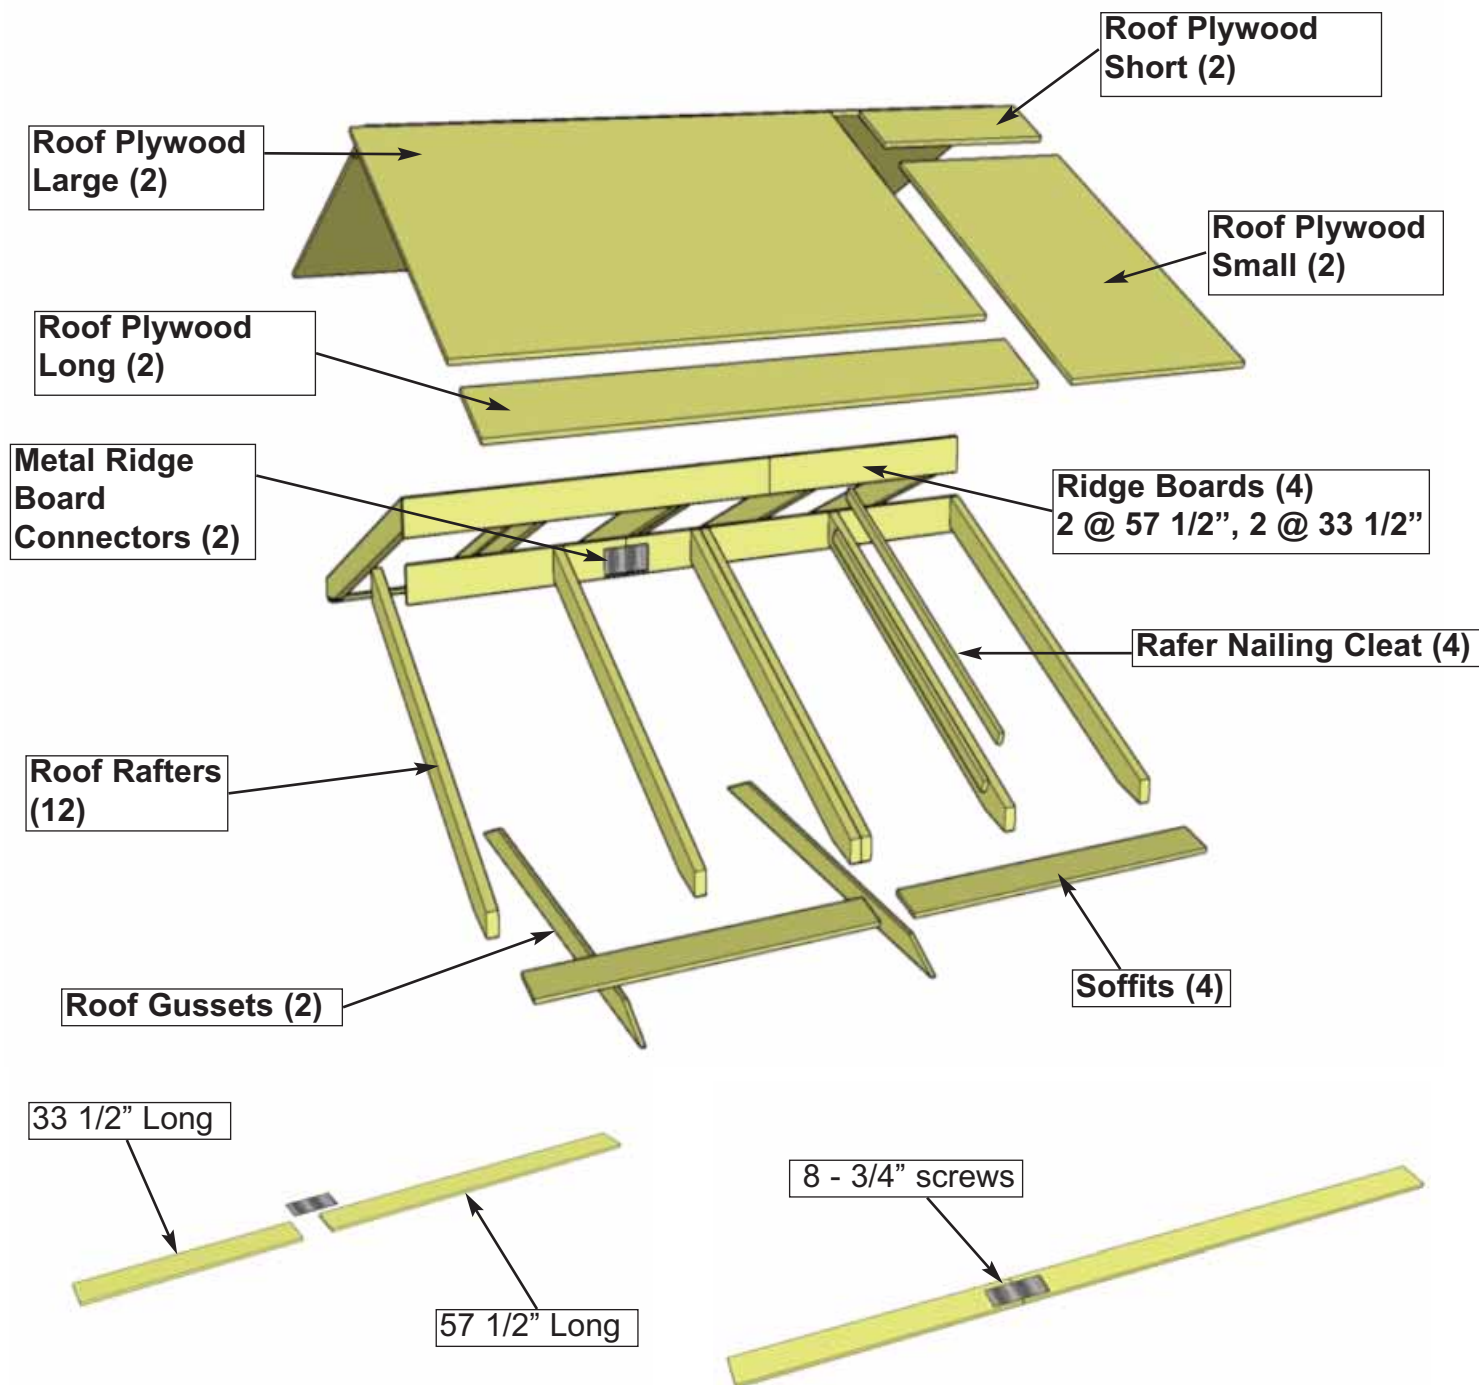 Roof Plywood
Short (2)
Roof Plywood
Large (2)
Roof Plywood
Small (2)
Roof Plywood
Long (2)
Metal Ridge
Board
Connectors (2)
Ridge Boards (4)
2 @ 57 1/2”, 2 @ 33 1/2”
Rafer Nailing Cleat (4)
Roof Rafters
(12)
Roof Gussets (2)
Soffits (4)
33 1/2” Long
8 - 3/4” screws
57 1/2” Long